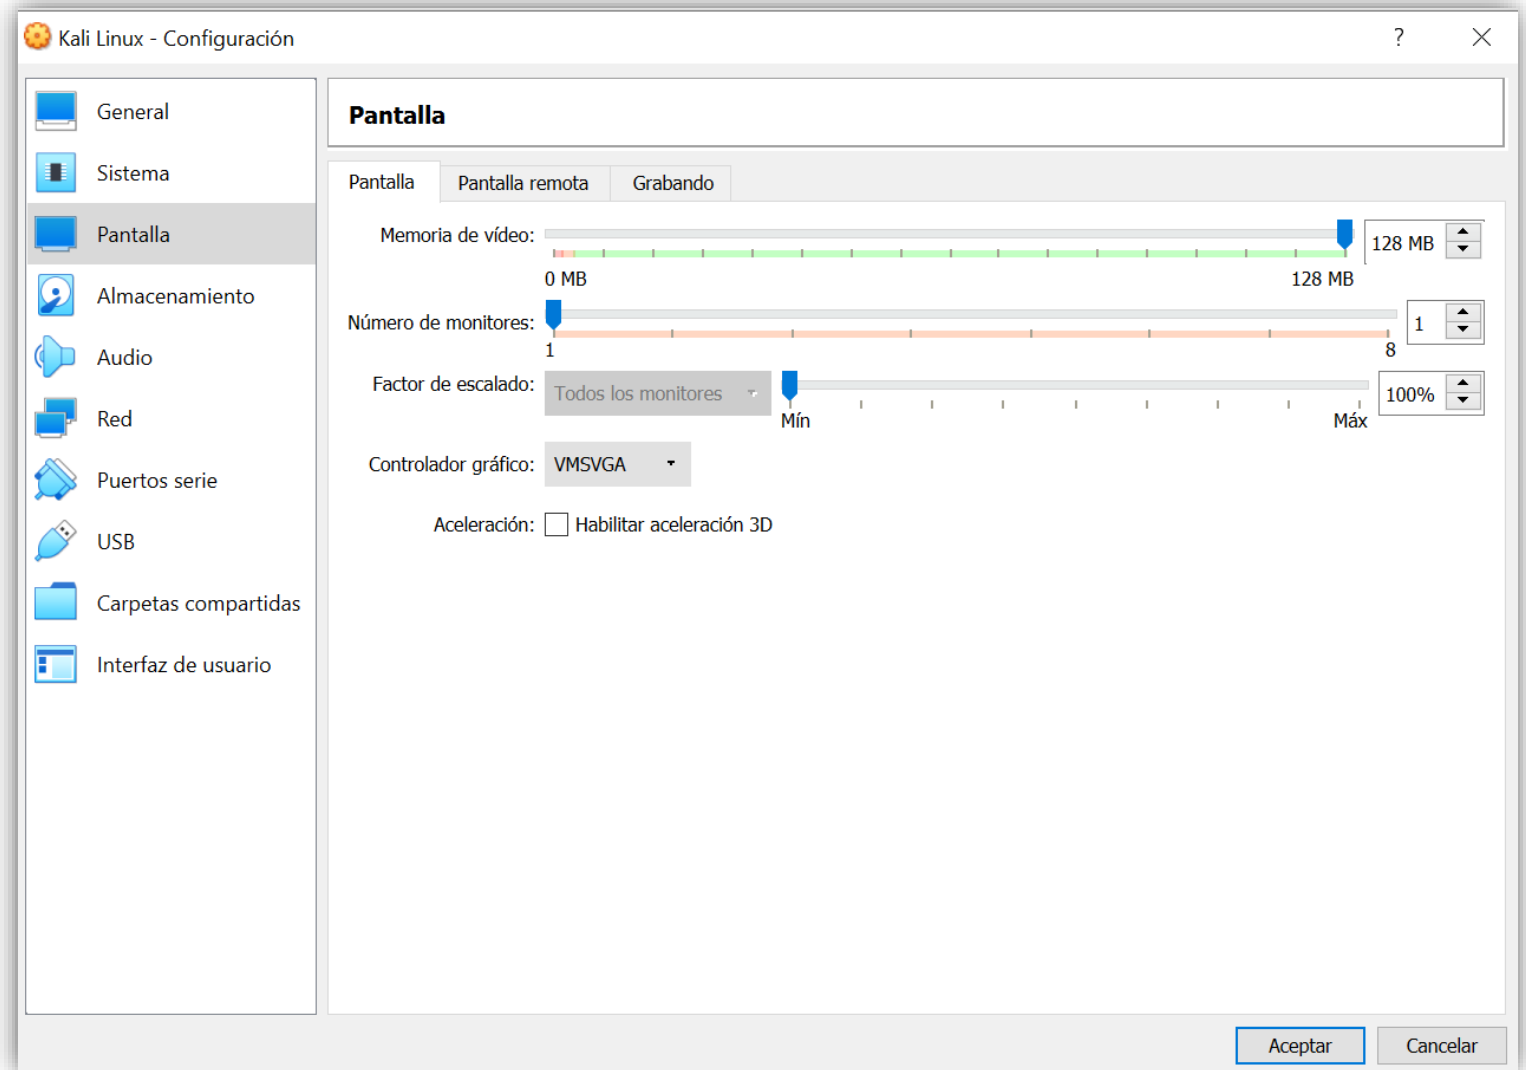 Kali Linux - Configuración
?
General
Sistema
Pantalla
Almacenamiento
Audio
Red
Puertos serie
USB
Carpetas compartidas
Interfaz de usuario
Pantalla
Pantalla Pantalla remota Grabando
Memoria de vídeo: 128 MB
0 MB 128 MB
Número de monitores: 1
1 8
Factor de escalado: Todos los monitores 100%
Mín Máx
Controlador gráfico: VMSVGA
Aceleración: Habilitar aceleración 3D
Aceptar Cancelar